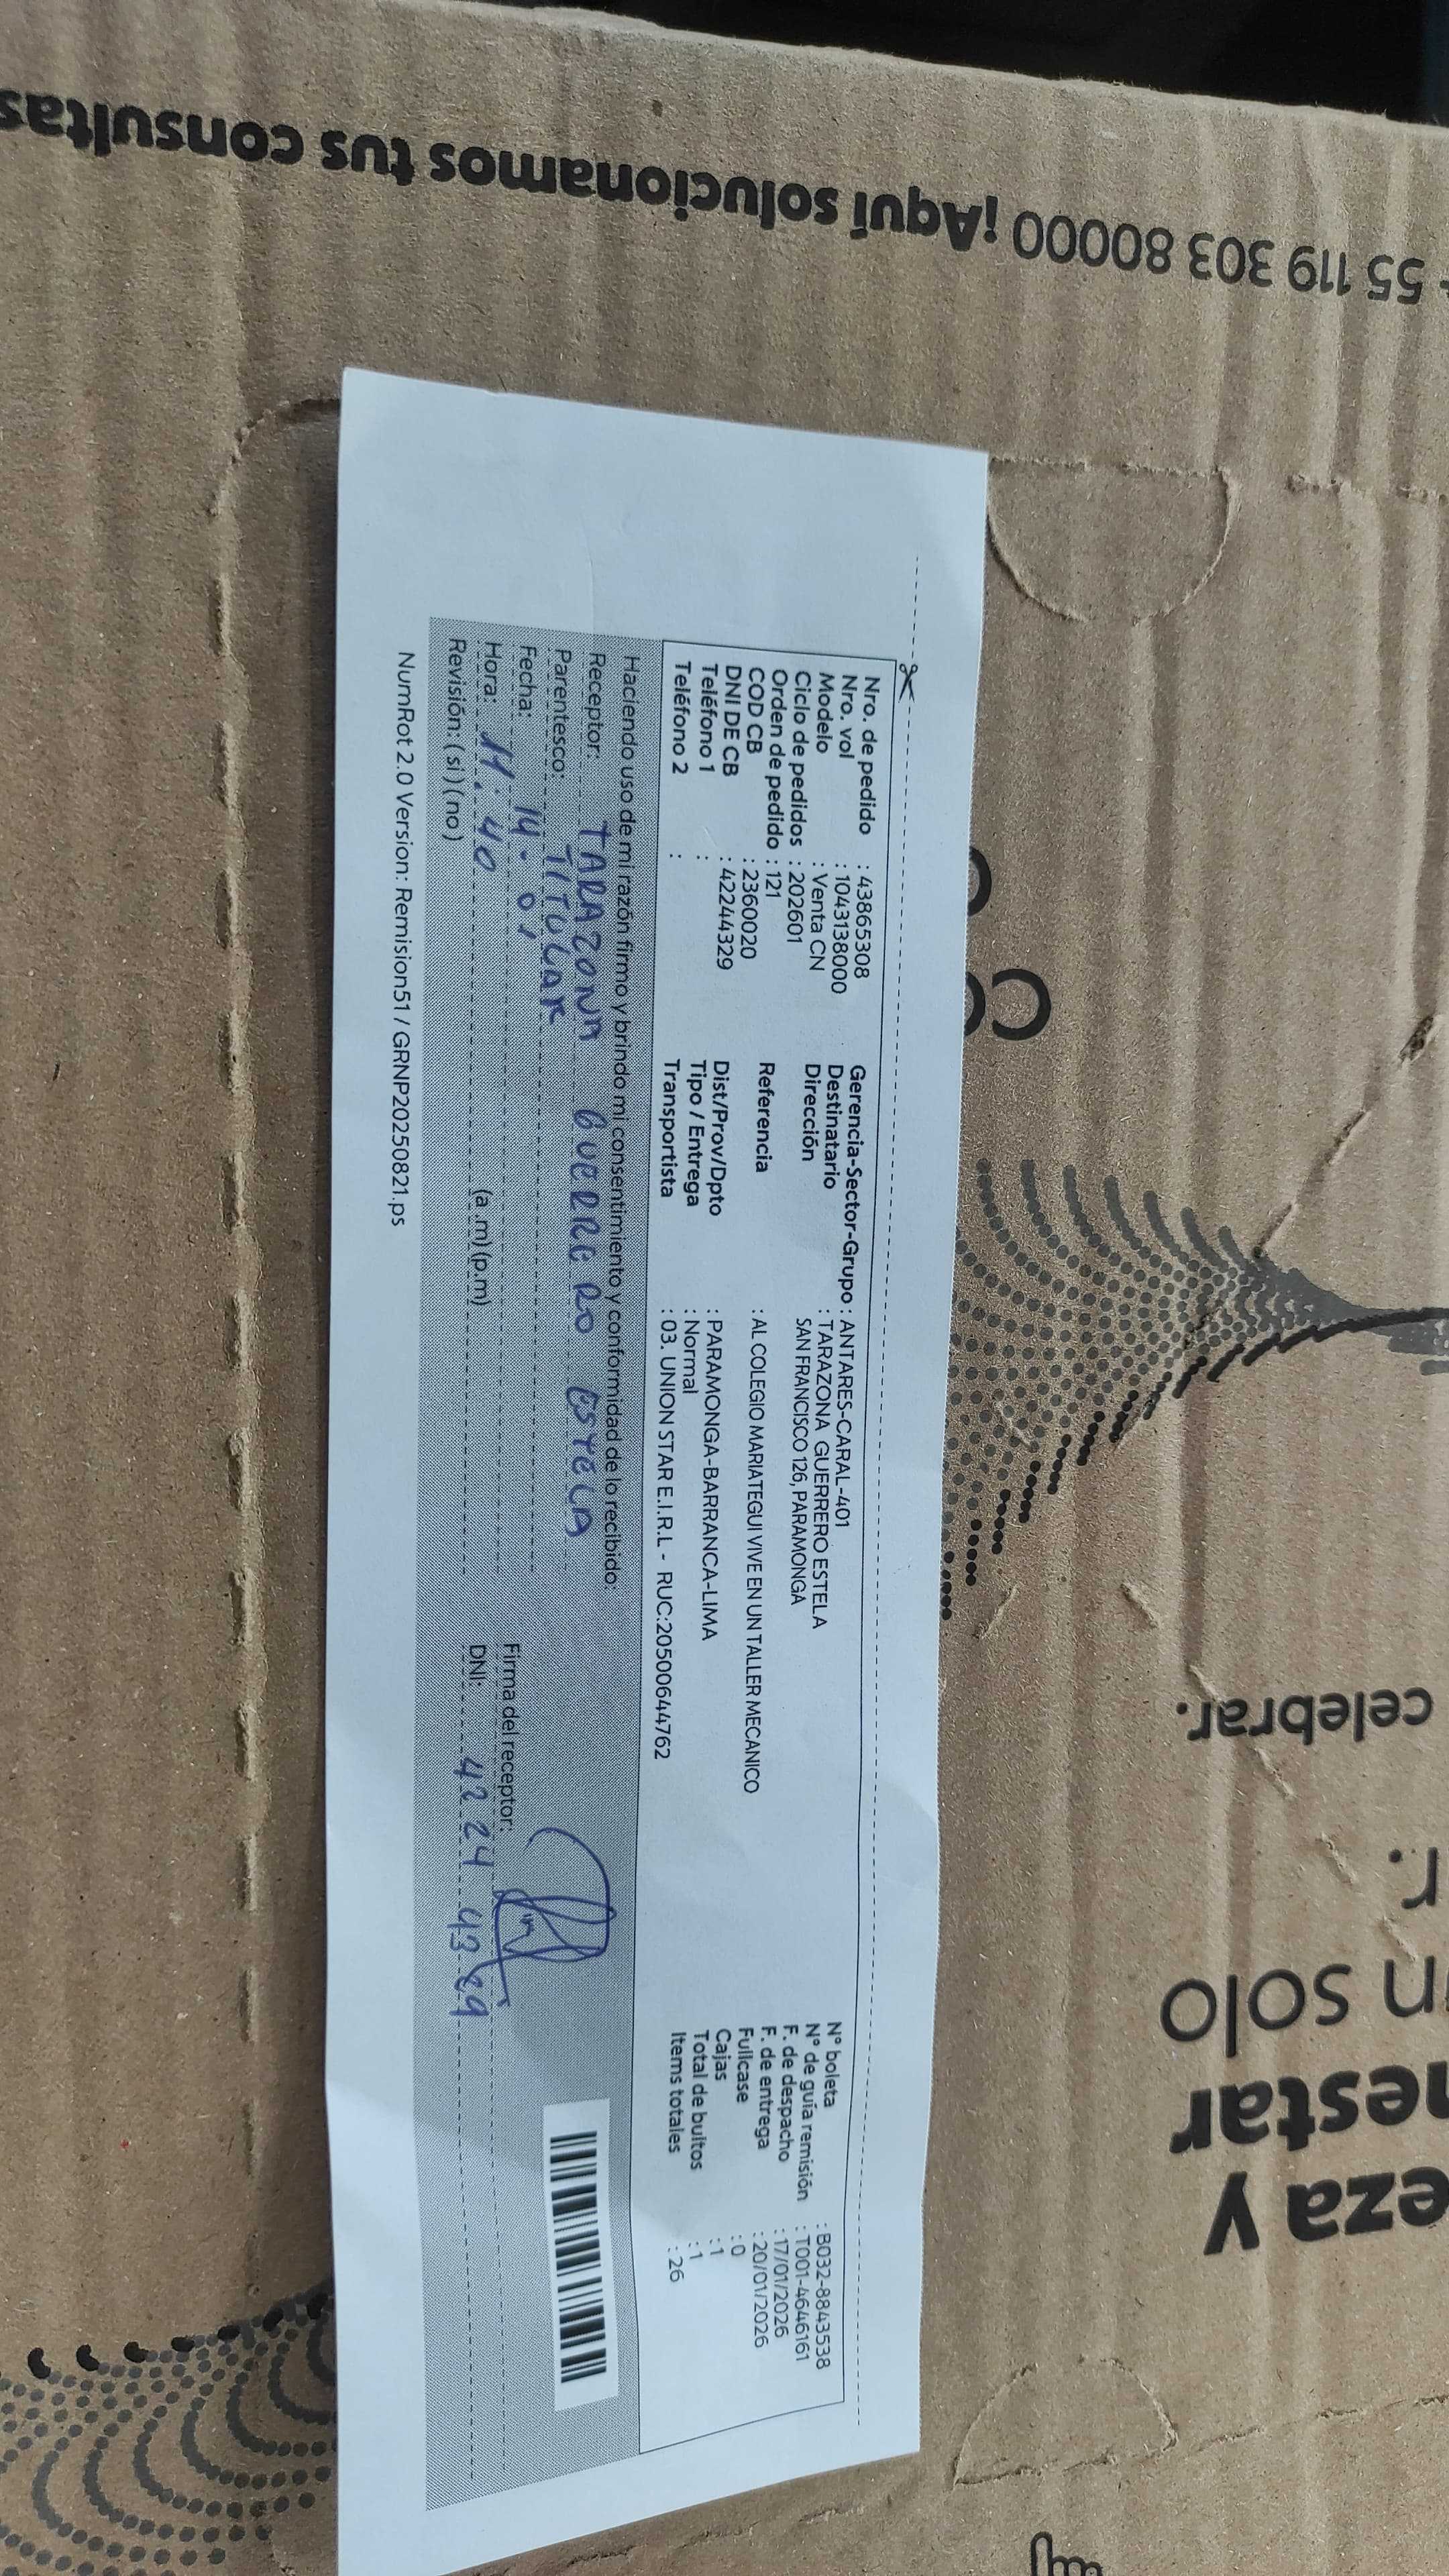 55 119 303 80000 ¡Aquí solucionamos tus consultas
Nro. de pedido : 43865308
Nro. vol : 1043138000
Modelo : Venta CN
Ciclo de pedidos : 202601
Orden de pedido : 121
COD CB : 2360020
DNI DE CB : 42244329
Teléfono 1 :
Teléfono 2 :
Gerencia-Sector-Grupo : ANTARES-CARAL-401
Destinatario : TARAZONA GUERRERO ESTELA
Dirección SAN FRANCISCO 126, PARAMONGA
Referencia : AL COLEGIO MARIATEGUI VIVE EN UN TALLER MECANICO
Dist/Prov/Dpto : PARAMONGA-BARRANCA-LIMA
Tipo / Entrega : Normal
Transportista : 03. UNION STAR E.I.R.L - RUC:20500644762
N° boleta : B032-8843538
N° de guía remisión : T001-4646161
F. de despacho : 17/01/2026
F. de entrega : 20/01/2026
Fullcase : 0
Cajas : 1
Total de bultos : 1
Items totales : 26
Haciendo uso de mi razón firmo y brindo mi consentimiento y conformidad de lo recibido:
Receptor: TARAZONA GUERRERO ESTELA
Parentesco: TITULAR
Fecha: 14. 01
Hora: 11:40 (a.m) (p.m)
Revisión: (si) (no)
Firma del receptor:
DNI: 42 24 43 29
NumRot 2.0 Version: Remision51 / GRNP20250821.ps
celebrar.
r.
n solo
nestar
eza y